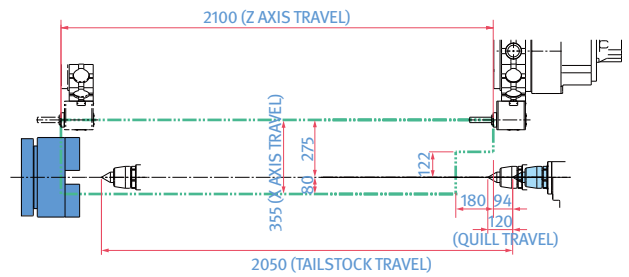 2100 (Z AXIS TRAVEL)
355 (X AXIS TRAVEL)
275
80
122
180
94
120
(QUILL TRAVEL)
2050 (TAILSTOCK TRAVEL)